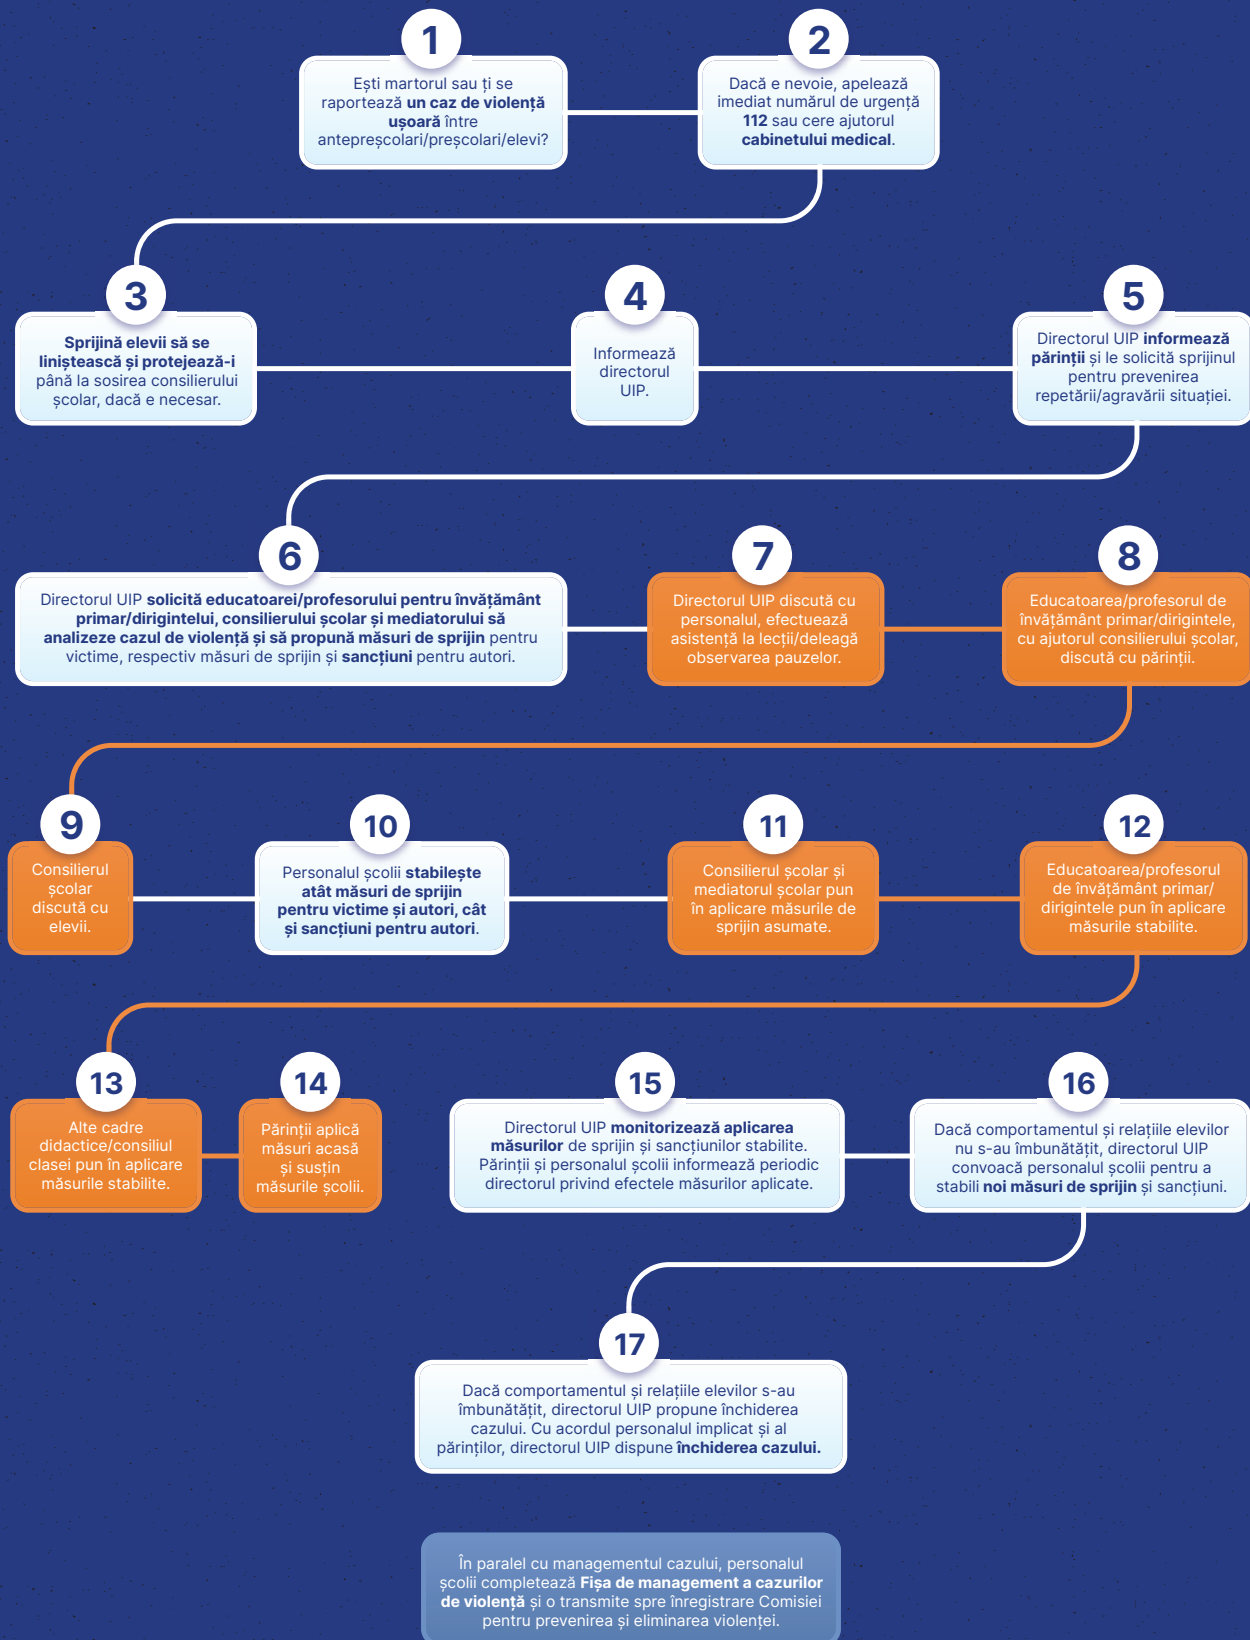 1
Ești martorul sau ți se
raportează un caz de violență
ușoară între
antepreșcolari/preșcolari/elevi?
2
Dacă e nevoie, apelează
imediat numărul de urgență
112 sau cere ajutorul
cabinetului medical.
3
Sprijină elevii să se
liniștească și protejează-i
până la sosirea consilierului
școlar, dacă e necesar.
4
Informează
directorul
UIP.
5
Directorul UIP informează
părinții și le solicită sprijinul
pentru prevenirea
repetării/agravării situației.
6
Directorul UIP solicită educatoarei/profesorului pentru învățământ
primar/dirigintelui, consilierului școlar și mediatorului să
analizeze cazul de violență și să propună măsuri de sprijin pentru
victime, respectiv măsuri de sprijin și sancțiuni pentru autori.
7
Directorul UIP discută cu
personalul, efectuează
asistență la lecții/deleagă
observarea pauzelor.
8
Educatoarea/profesorul de
învățământ primar/dirigintele,
cu ajutorul consilierului școlar,
discută cu părinții.
9
Consilierul
școlar
discută cu
elevii.
10
Personalul școlii stabilește
atât măsuri de sprijin
pentru victime și autori, cât
și sancțiuni pentru autori.
11
Consilierul școlar și
mediatorul școlar pun
în aplicare măsurile de
sprijin asumate.
12
Educatoarea/profesorul
de învățământ primar/
dirigintele pun în aplicare
măsurile stabilite.
13
Alte cadre
didactice/consiliul
clasei pun în aplicare
măsurile stabilite.
14
Părinții aplică
măsuri acasă
și susțin
măsurile școlii.
15
Directorul UIP monitorizează aplicarea
măsurilor de sprijin și sancțiunilor stabilite.
Părinții și personalul școlii informează periodic
directorul privind efectele măsurilor aplicate.
16
Dacă comportamentul și relațiile elevilor
nu s-au îmbunătățit, directorul UIP
convoacă personalul școlii pentru a
stabili noi măsuri de sprijin și sancțiuni.
17
Dacă comportamentul și relațiile elevilor s-au
îmbunătățit, directorul UIP propune închiderea
cazului. Cu acordul personalul implicat și al
părinților, directorul UIP dispune închiderea cazului.
În paralel cu managementul cazului, personalul
școlii completează Fișa de management a cazurilor
de violență și o transmite spre înregistrare Comisiei
pentru prevenirea și eliminarea violenței.